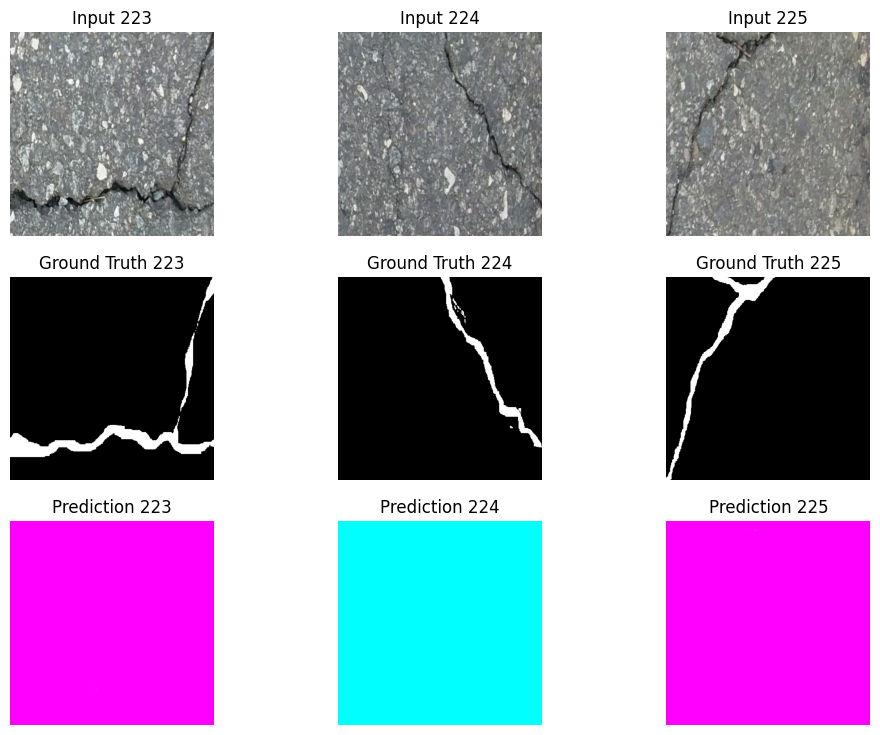 Input 223
Input 224
Input 225
Ground Truth 223
Ground Truth 224
Ground Truth 225
Prediction 223
Prediction 224
Prediction 225